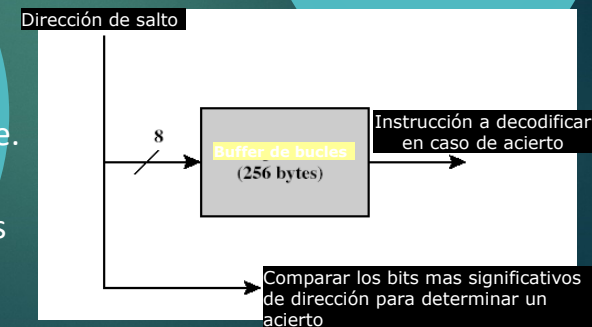 Dirección de salto
e.
8
Instrucción a decodificar
en caso de acierto
Buffer de bucles
(256 bytes)
s
Comparar los bits mas significativos
de dirección para determinar un
acierto